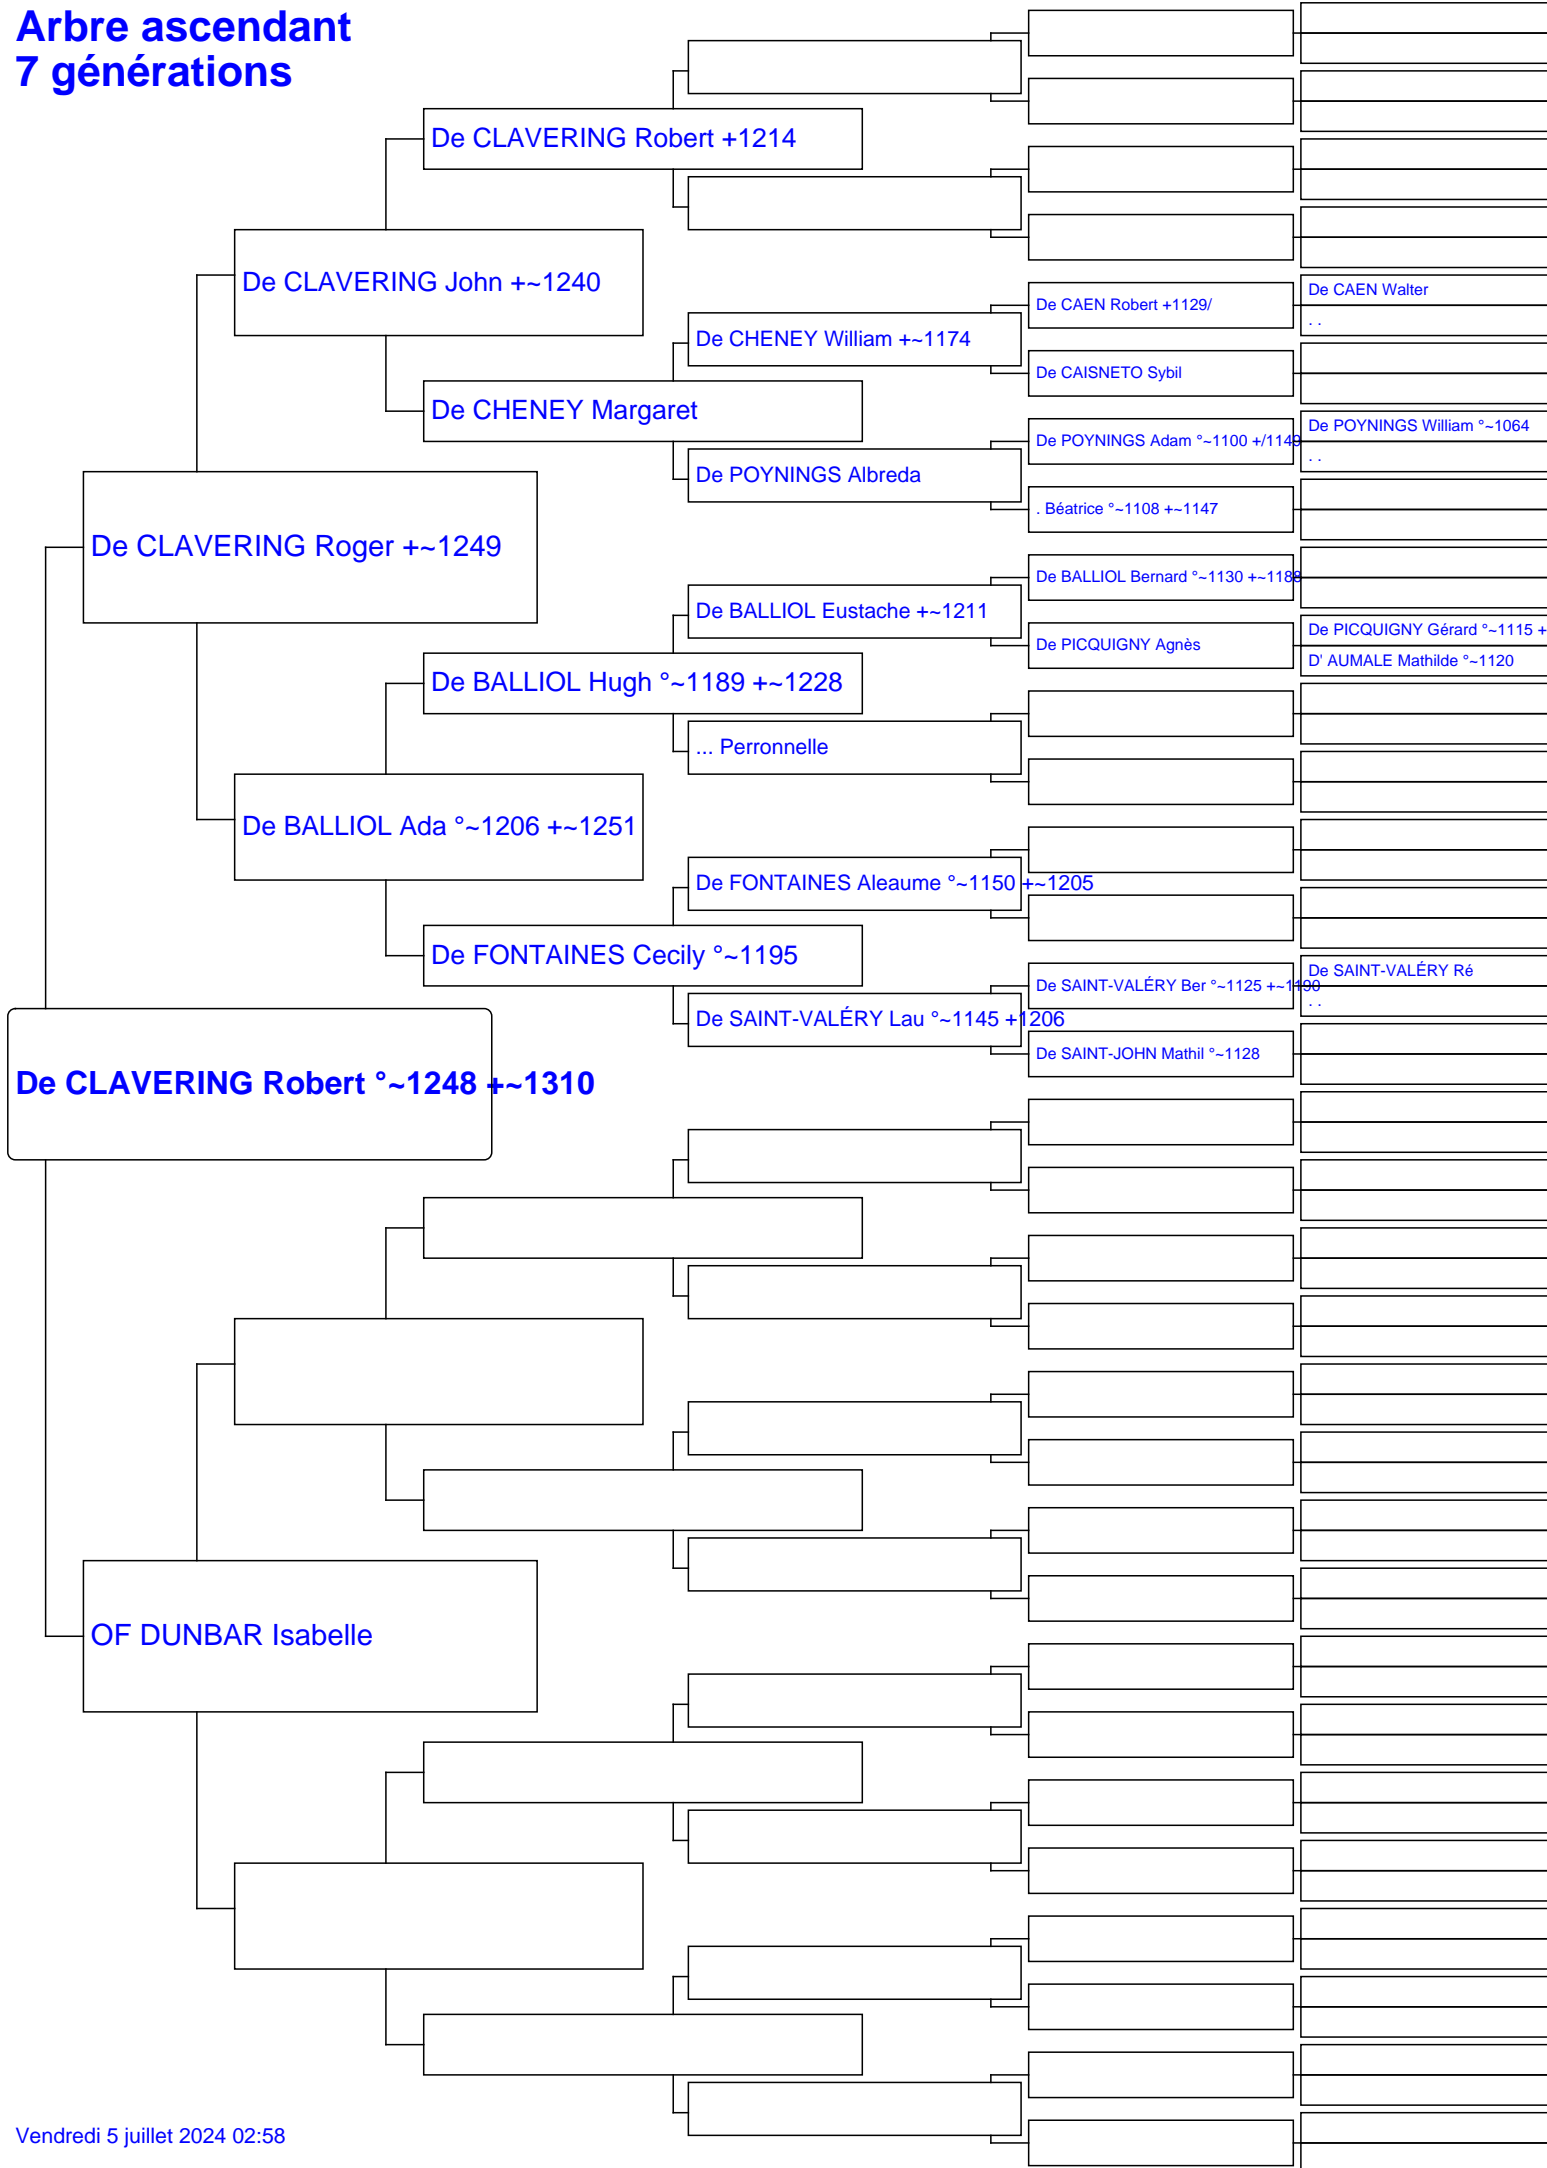 Arbre ascendant
7 générations
De CLAVERING Robert +1214
De CLAVERING John +~1240
De CAEN Walter
De CAEN Robert +1129/
. .
De CHENEY William +~1174
De CAISNETO Sybil
De CHENEY Margaret
De POYNINGS William °~1064
De POYNINGS Adam °~1100 +/1149
. .
De POYNINGS Albreda
. Béatrice °~1108 +~1147
De CLAVERING Roger +~1249
De BALLIOL Bernard °~1130 +~1188
De BALLIOL Eustache +~1211
De PICQUIGNY Gérard °~1115 +
De PICQUIGNY Agnès
D' AUMALE Mathilde °~1120
De BALLIOL Hugh °~1189 +~1228
... Perronnelle
De BALLIOL Ada °~1206 +~1251
De FONTAINES Aleaume °~1150 +~1205
De FONTAINES Cecily °~1195
De SAINT-VALÉRY Ré
De SAINT-VALÉRY Ber °~1125 +~1190
. .
De SAINT-VALÉRY Lau °~1145 +1206
De SAINT-JOHN Mathil °~1128
De CLAVERING Robert °~1248 +~1310
OF DUNBAR Isabelle
Vendredi 5 juillet 2024 02:58